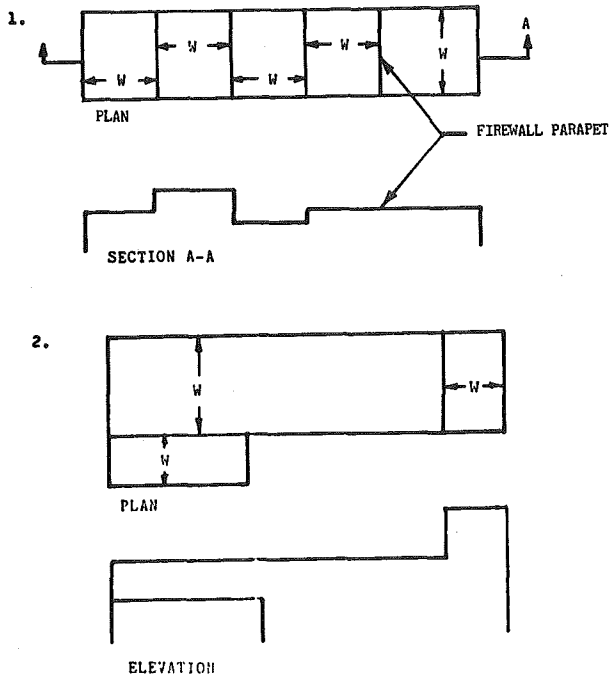 1.
A
W
W
W
W
W
PLAN
FIREWALL PARAPET
SECTION A-A
2.
W
W
W
PLAN
ELEVATION